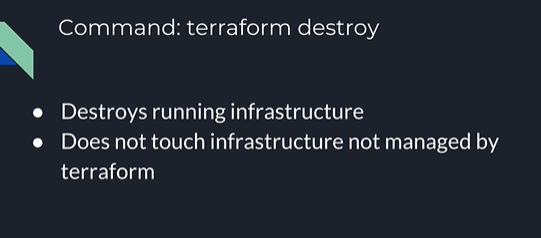 Command: terraform destroy
● Destroys running infrastructure
● Does not touch infrastructure not managed by
terraform